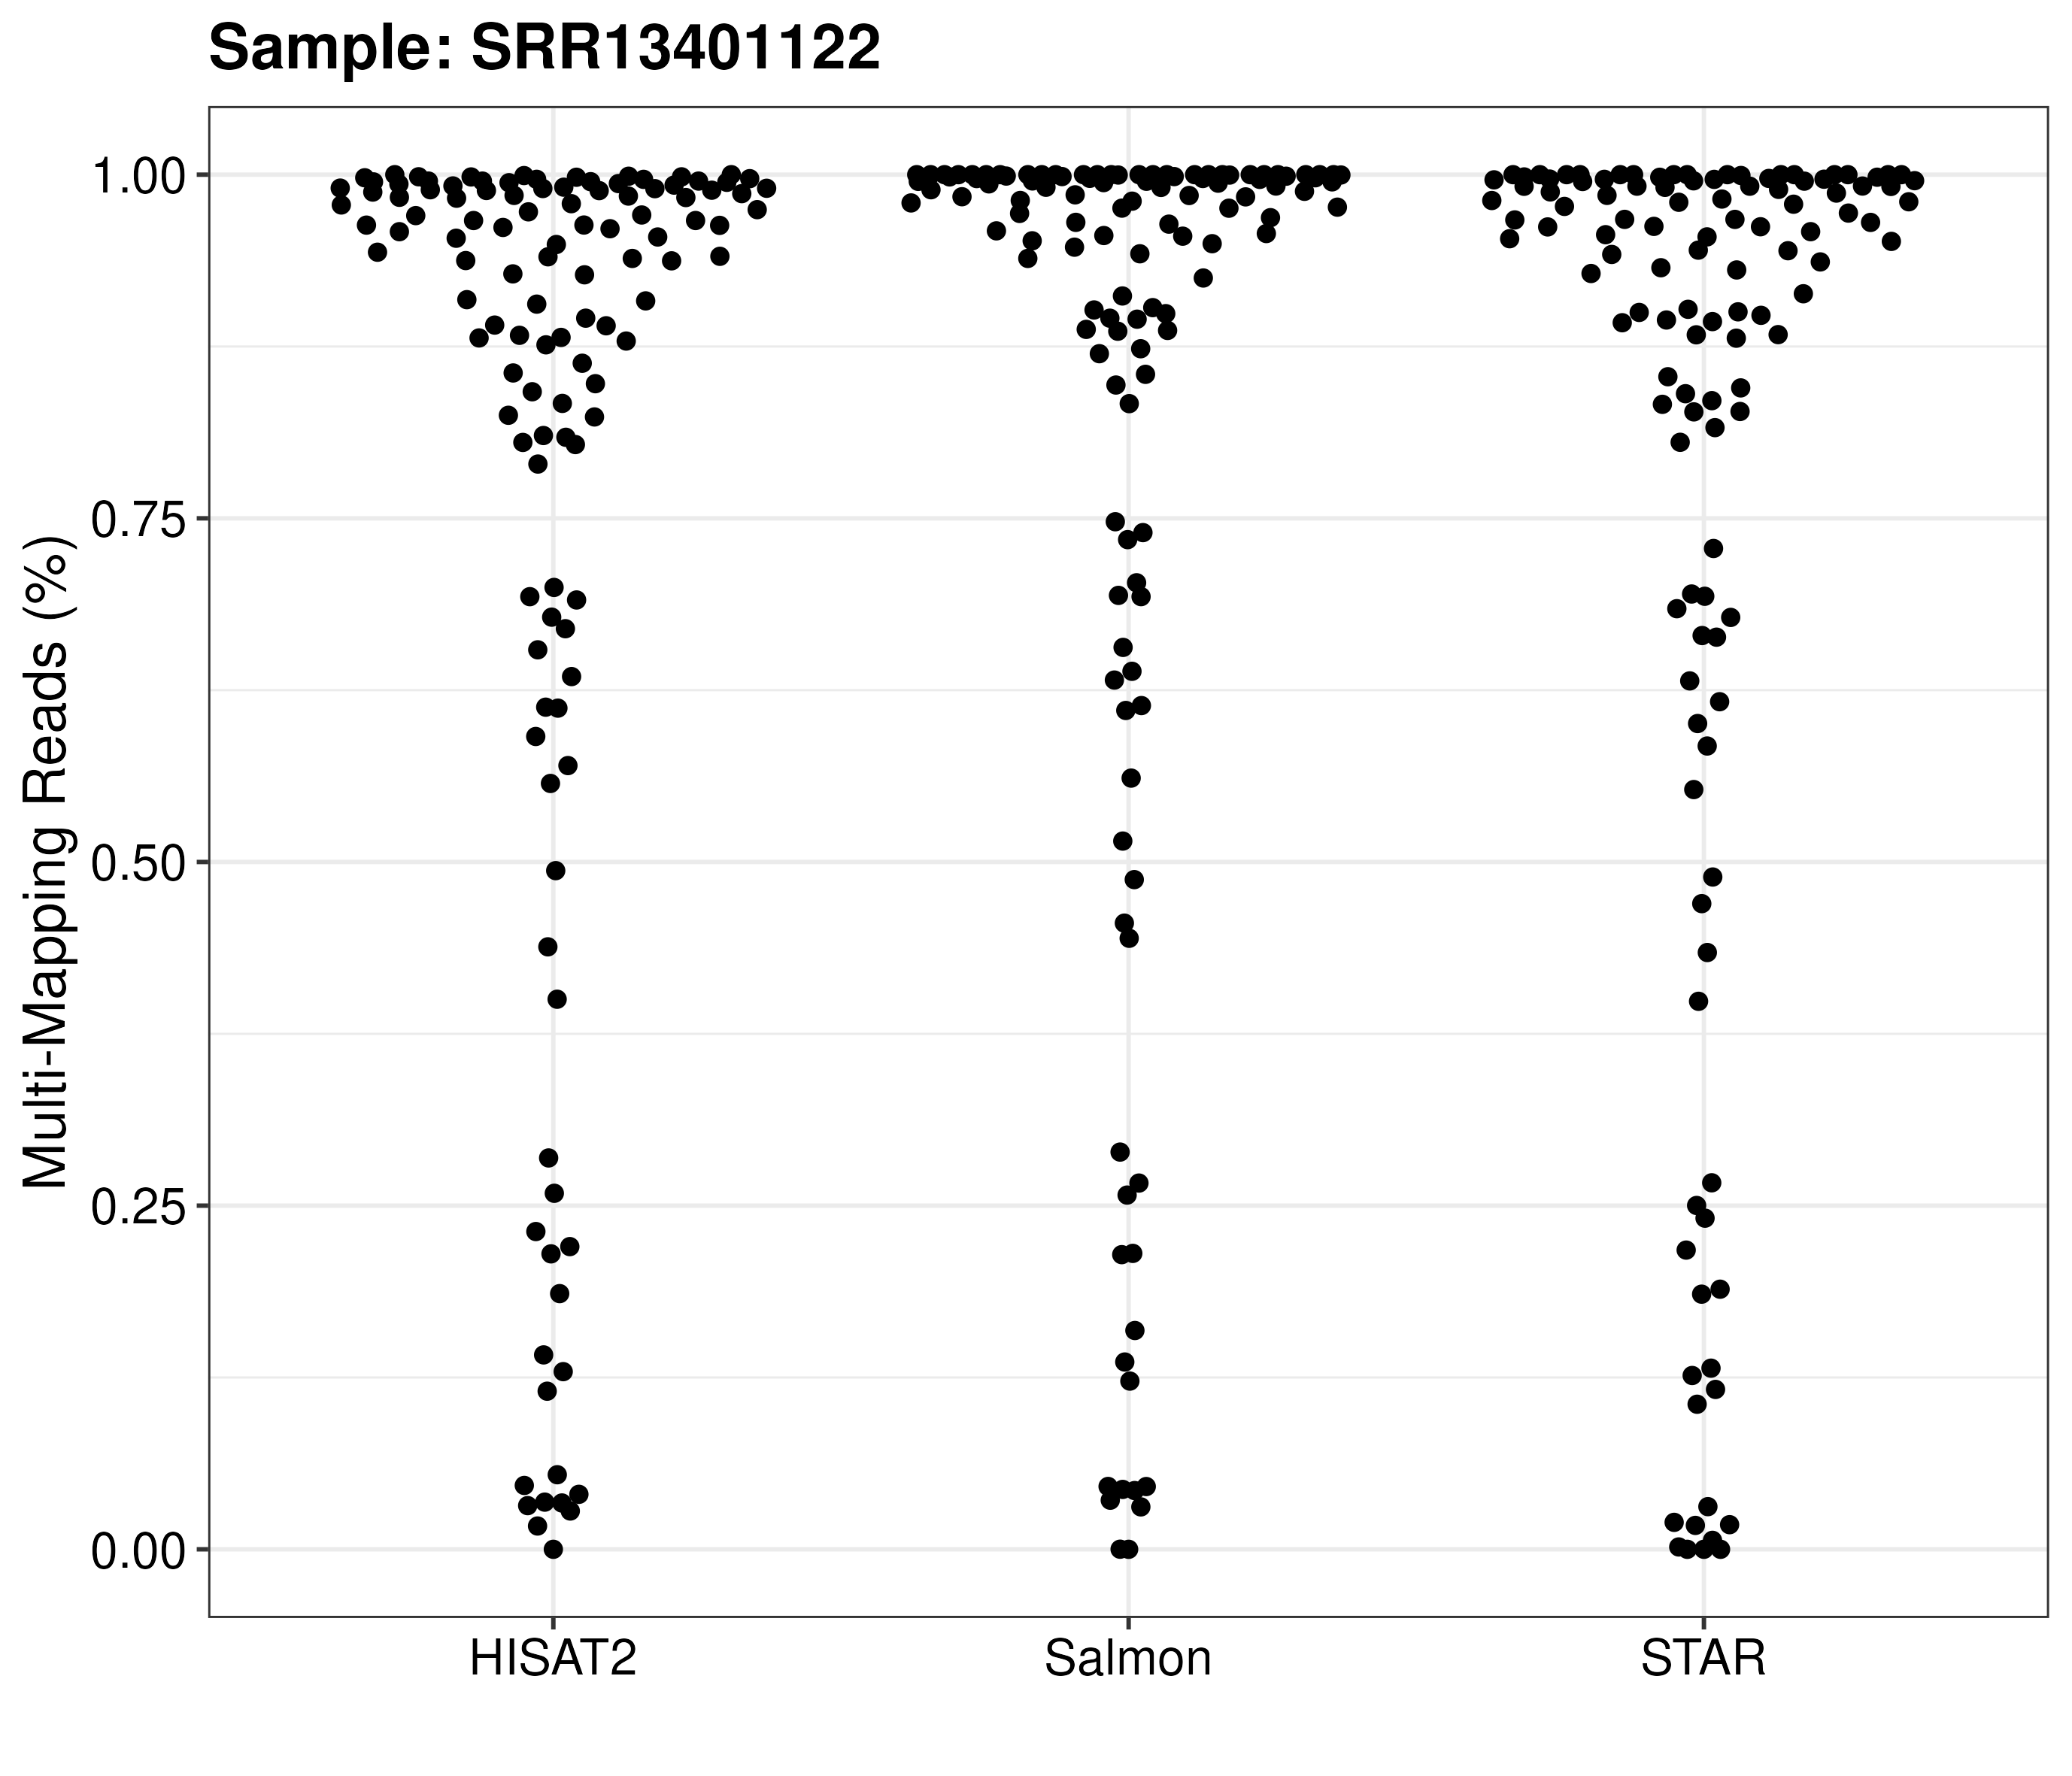 Sample: SRR13401122
Multi-Mapping Reads (%)
1.00
0.75
0.50
0.25
0.00
HISAT2
Salmon
STAR